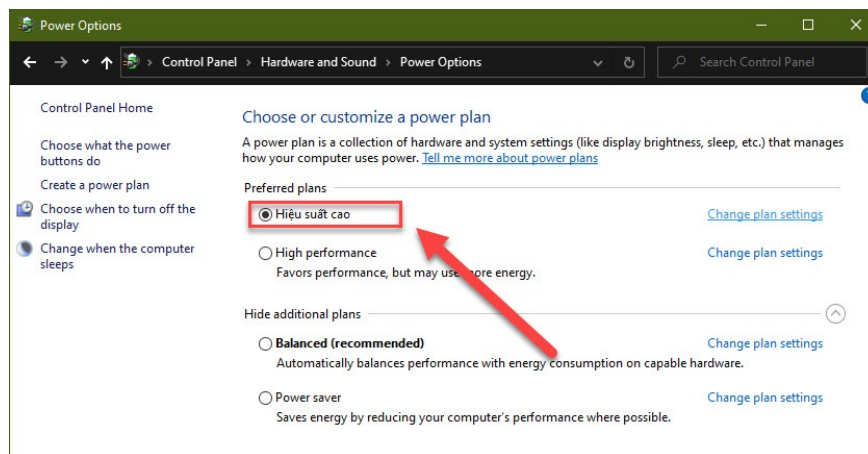 Power Options
Control Panel › Hardware and Sound › Power Options
Search Control Panel
Control Panel Home
Choose what the power
buttons do
Create a power plan
Choose when to turn off the
display
Change when the computer
sleeps
Choose or customize a power plan
A power plan is a collection of hardware and system settings (like display brightness, sleep, etc.) that manages
how your computer uses power. Tell me more about power plans
Preferred plans
Hiệu suất cao Change plan settings
High performance Change plan settings
Favors performance, but may use more energy.
Hide additional plans
Balanced (recommended) Change plan settings
Automatically balances performance with energy consumption on capable hardware.
Power saver Change plan settings
Saves energy by reducing your computer's performance where possible.